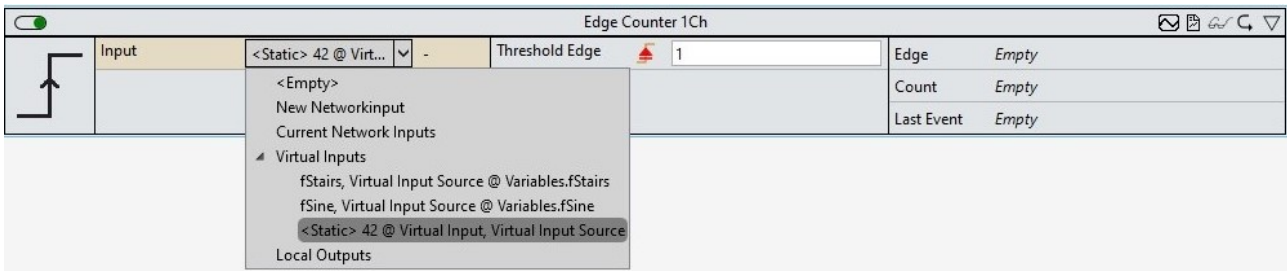 Edge Counter 1Ch
Input <Static> 42 @ Virt... - Threshold Edge 1 Edge Empty
Count Empty
Last Event Empty
<Empty>
New Networkinput
Current Network Inputs
Virtual Inputs
fStairs, Virtual Input Source @ Variables.fStairs
fSine, Virtual Input Source @ Variables.fSine
<Static> 42 @ Virtual Input, Virtual Input Source
Local Outputs